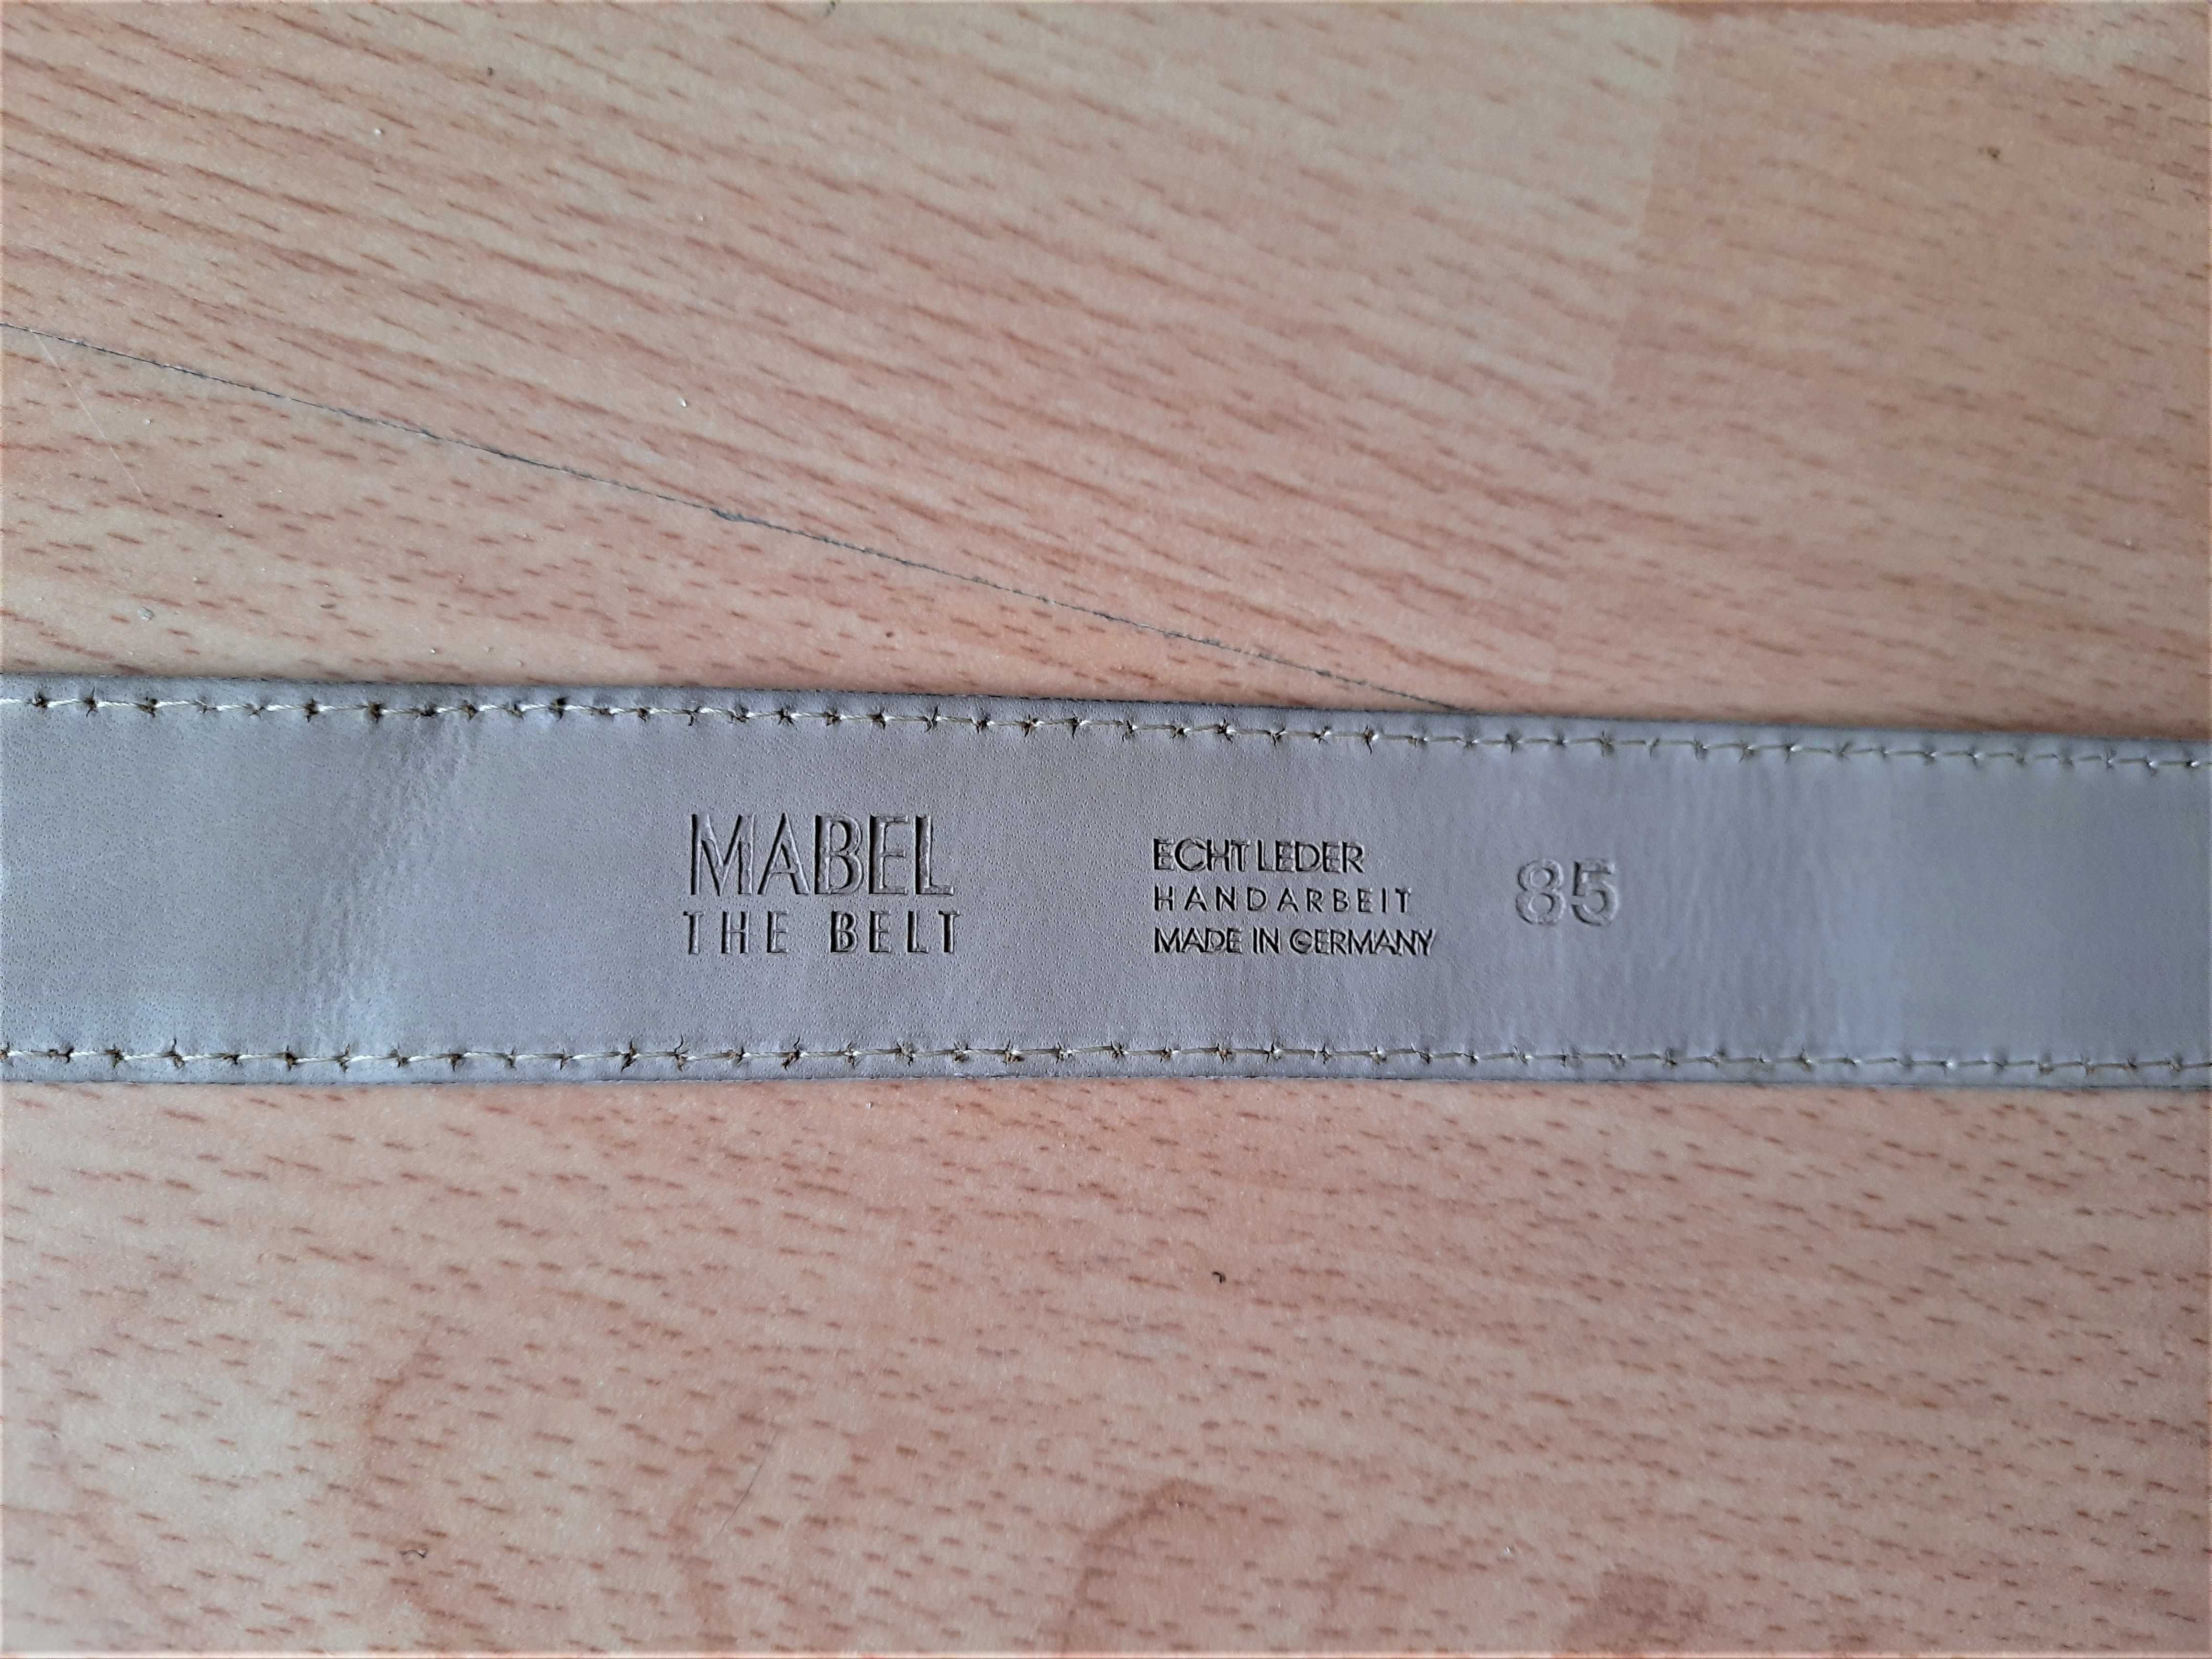 MABEL
THE BELT
ECHT LEDER
HANDARBEIT
MADE IN GERMANY
85